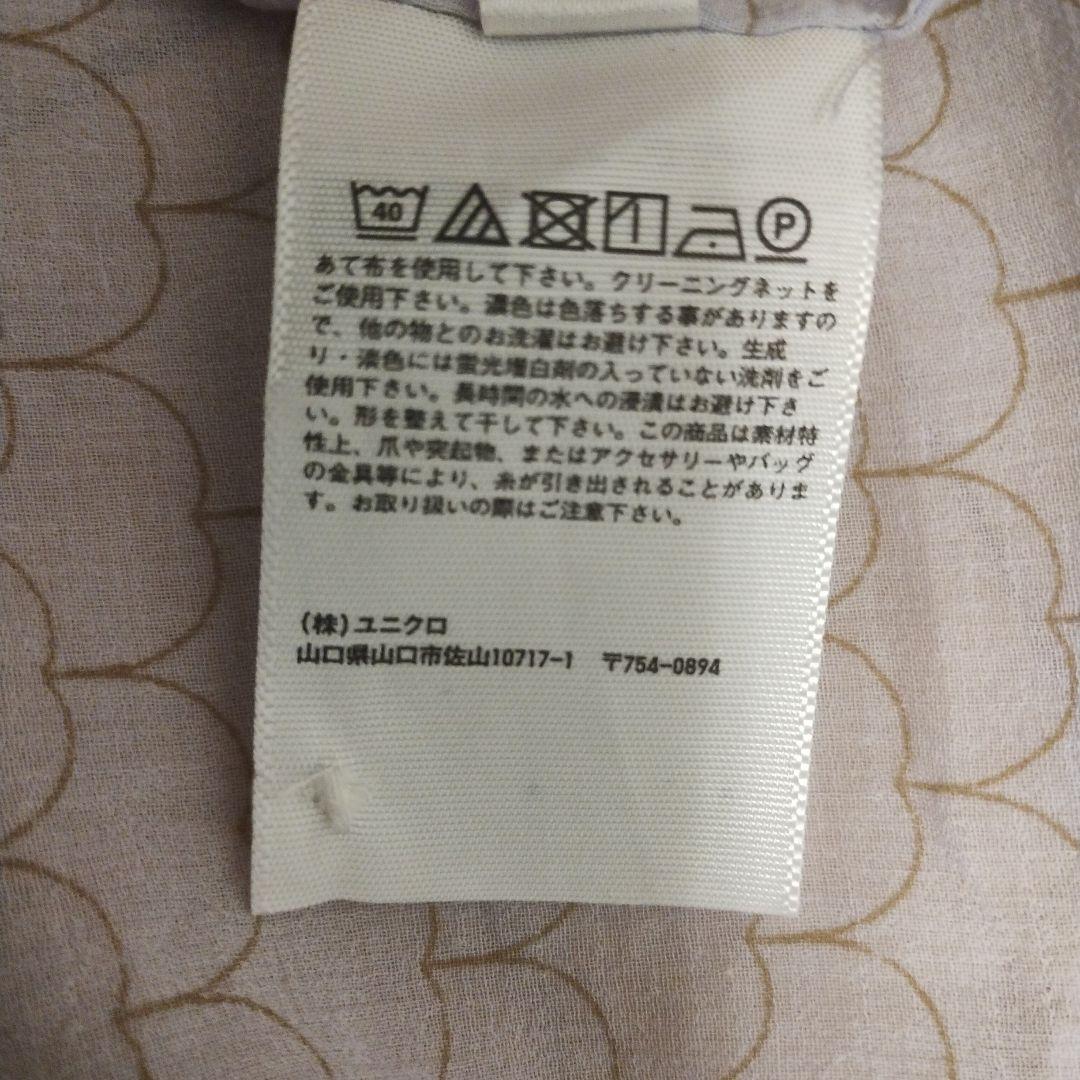 40 P
あて布を使用して下さい。クリーニングネットを
ご使用下さい。濃色は色落ちする事がありますの
で、他の物とのお洗濯はお避け下さい。生成
り・淡色には蛍光増白剤の入っていない洗剤をご
使用下さい。長時間の水への浸漬はお避け下さ
い。形を整えて干して下さい。この商品は素材特
性上、爪や突起物、またはアクセサリーやバッグ
の金具等により、糸が引き出されることがありま
す。お取り扱いの際はご注意下さい。
(株)ユニクロ
山口県山口市佐山10717-1 〒754-0894